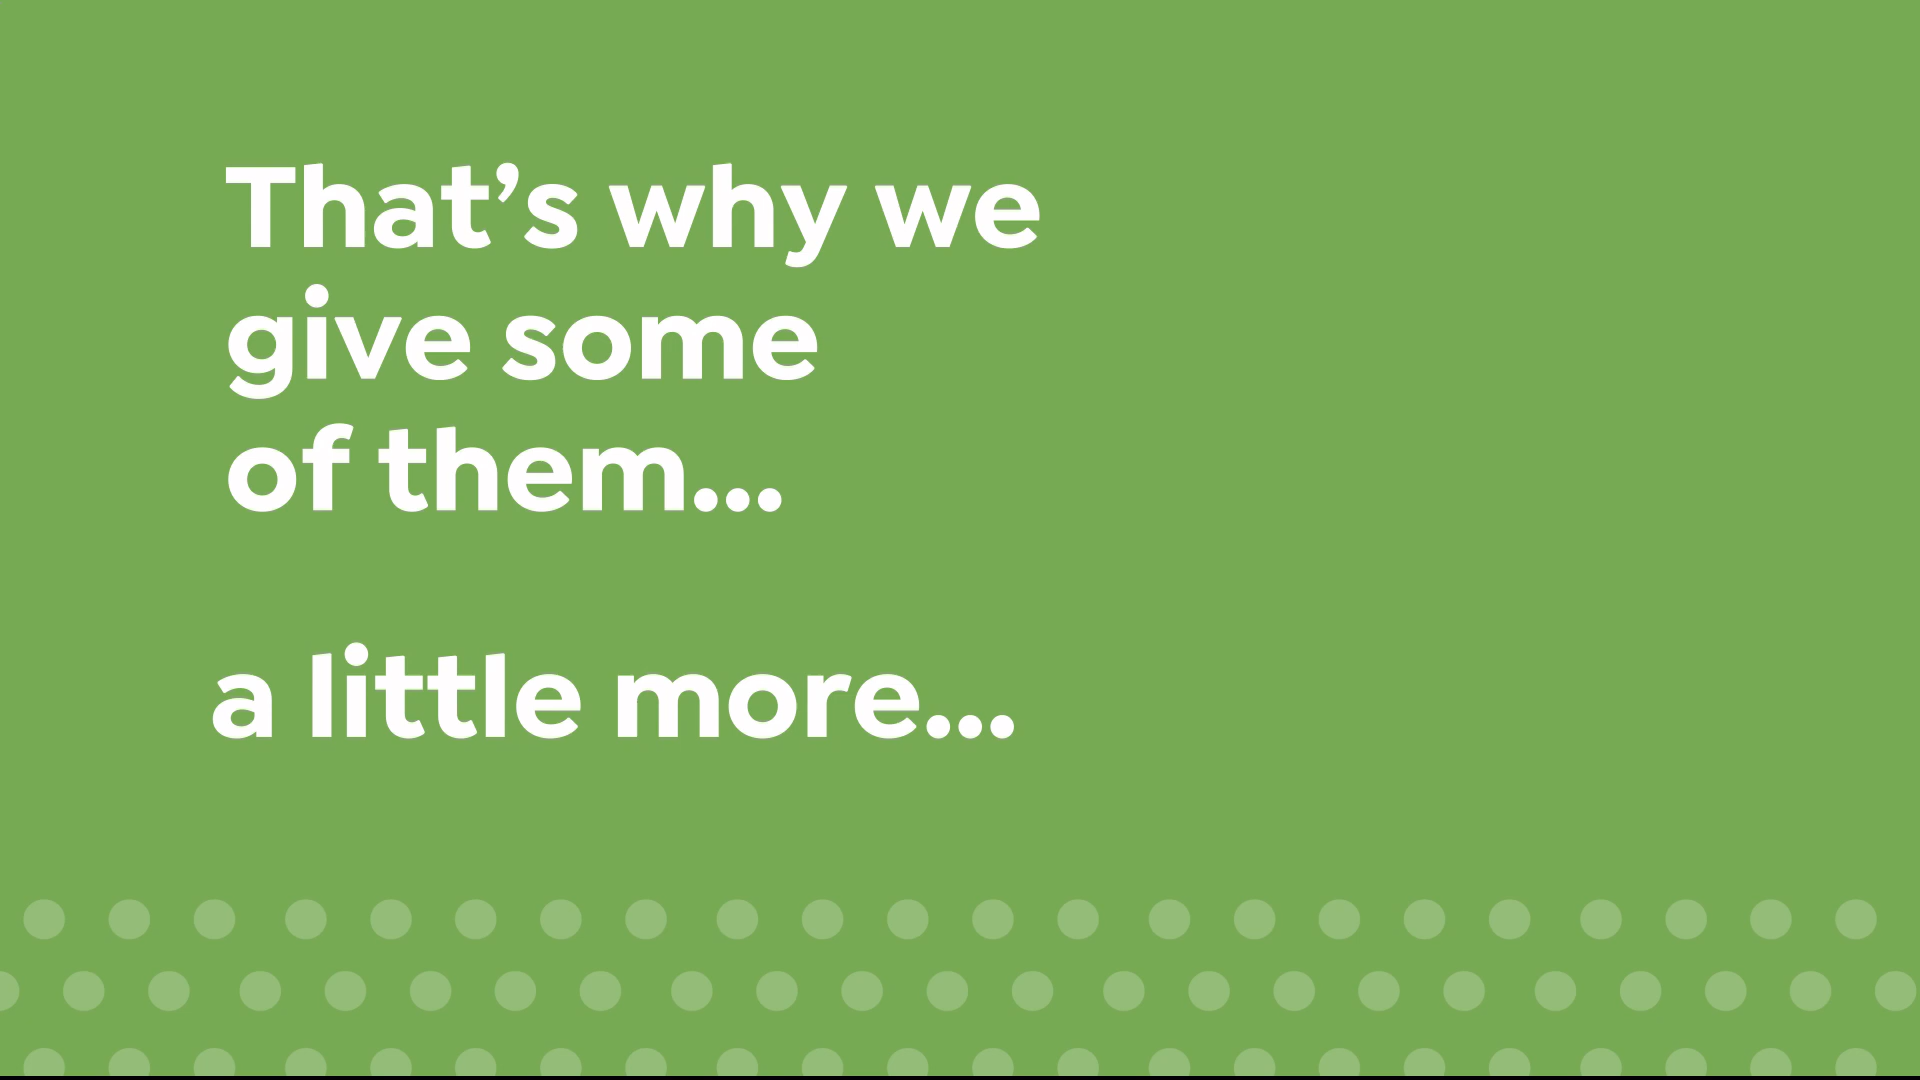 That’s why we
give some
of them...
a little more...